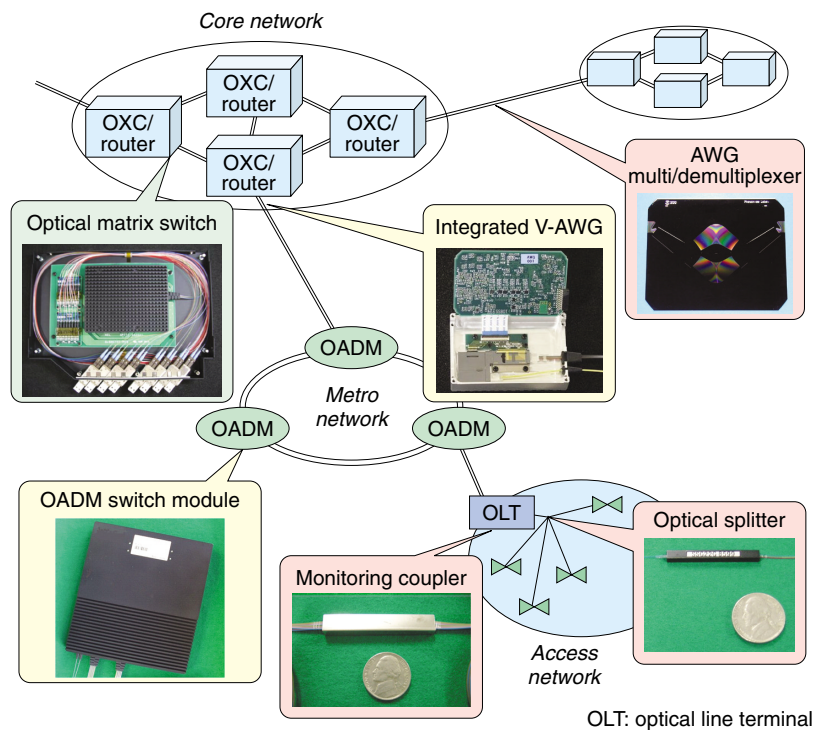 Core network
OXC/
router
OXC/
router
OXC/
router
OXC/
router
AWG
multi/demultiplexer
Optical matrix switch
Integrated V-AWG
OADM
Metro
network
OADM
OADM
OADM switch module
OLT
Optical splitter
Monitoring coupler
Access
network
OLT: optical line terminal